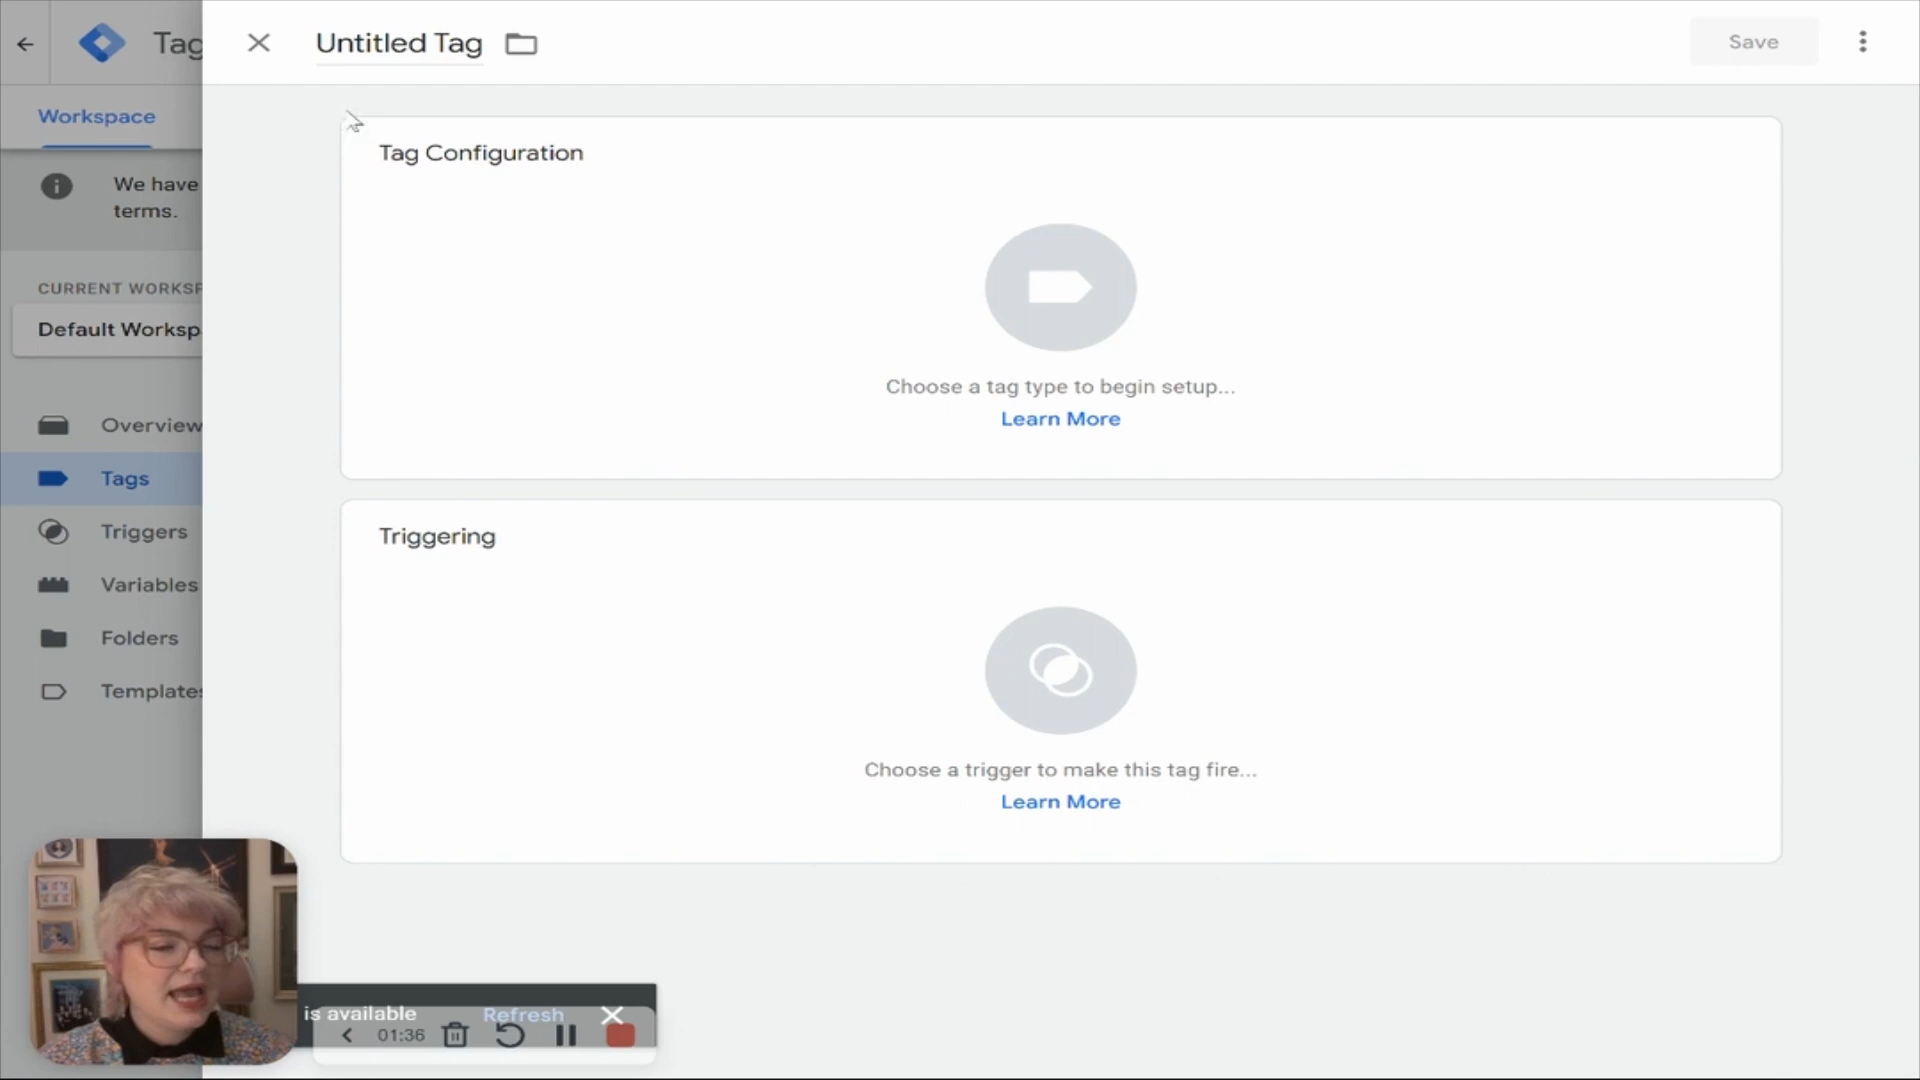 Tag
Untitled Tag
Save
Workspace
We have
terms.
CURRENT WORKSP
Default Worksp
Overview
Tags
Triggers
Variables
Folders
Templates
Tag Configuration
Choose a tag type to begin setup...
Learn More
Triggering
Choose a trigger to make this tag fire...
Learn More
is available
Refresh
01:36